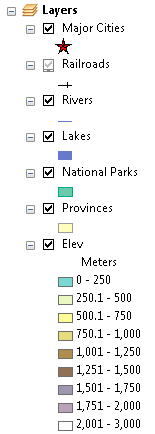 Layers
Major Cities
Railroads
Rivers
Lakes
National Parks
Provinces
Elev
Meters
0 - 250
250.1 - 500
500.1 - 750
750.1 - 1,000
1,001 - 1,250
1,251 - 1,500
1,501 - 1,750
1,751 - 2,000
2,001 - 3,000